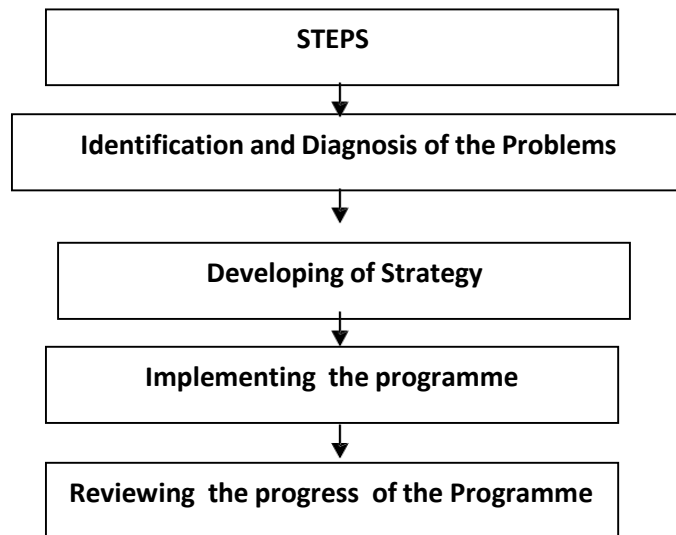 STEPS
Identification and Diagnosis of the Problems
Developing of Strategy
Implementing the programme
Reviewing the progress of the Programme